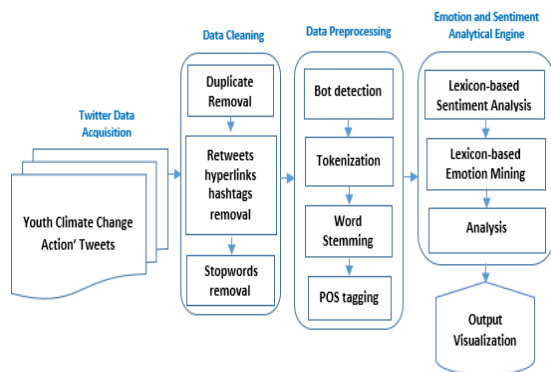 Twitter Data
Acquisition
Youth Climate Change
Action' Tweets
Data Cleaning
Duplicate
Removal
Retweets
hyperlinks
hashtags
removal
Stopwords
removal
Data Preprocessing
Bot detection
Tokenization
Word
Stemming
POS tagging
Emotion and Sentiment
Analytical Engine
Lexicon-based
Sentiment Analysis
Lexicon-based
Emotion Mining
Analysis
Output
Visualization